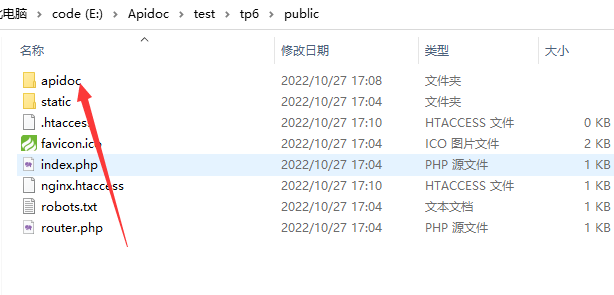 此电脑 › code (E:) › Apidoc › test › tp6 › public
名称 修改日期 类型 大小
apidoc 2022/10/27 17:08 文件夹
static 2022/10/27 17:04 文件夹
.htaccess 2022/10/27 17:10 HTACCESS 文件 0 KB
favicon.ico 2022/10/27 17:04 ICO 图片文件 2 KB
index.php 2022/10/27 17:04 PHP 源文件 1 KB
nginx.htaccess 2022/10/27 17:10 HTACCESS 文件 1 KB
robots.txt 2022/10/27 17:04 文本文档 1 KB
router.php 2022/10/27 17:04 PHP 源文件 1 KB